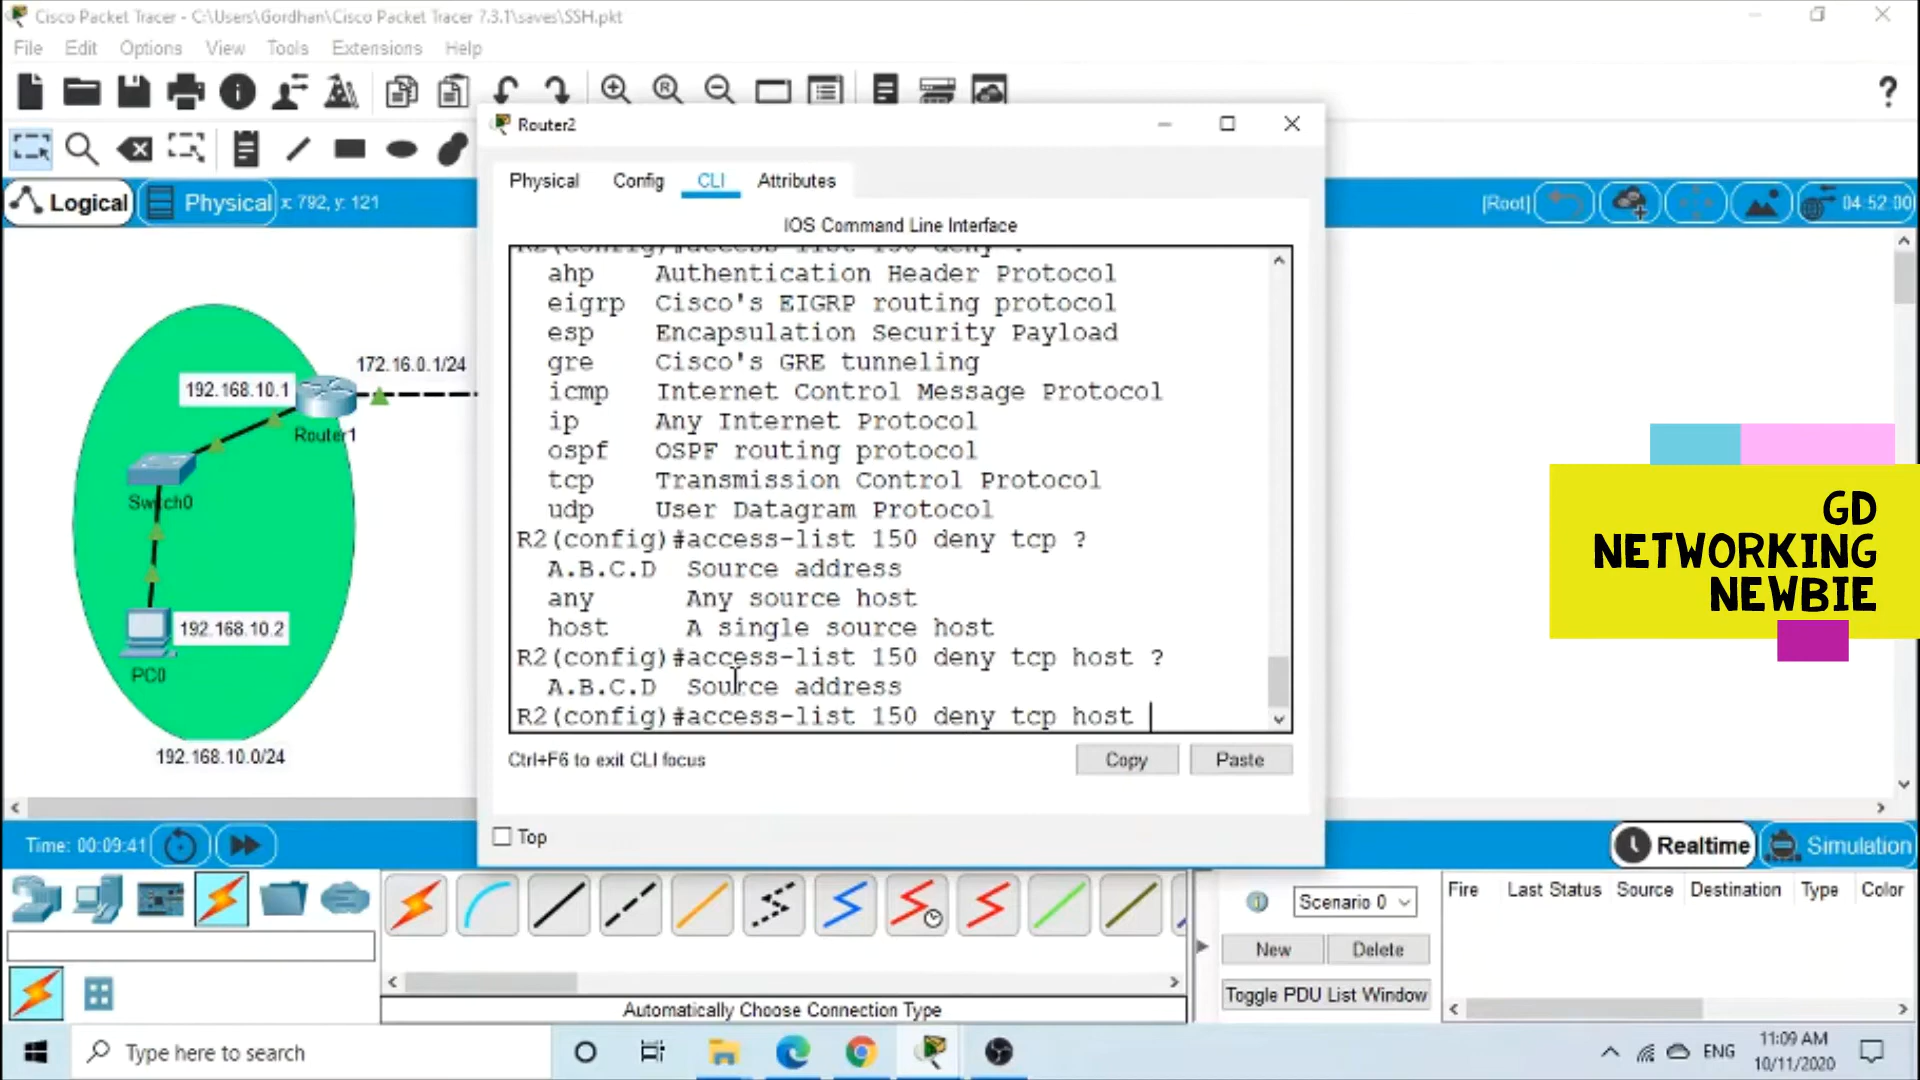 Cisco Packet Tracer - C:\Users\Gordhan\Cisco Packet Tracer 7.3.1\saves\SSH.pkt
File Edit Options View Tools Extensions Help
?
Router2
Physical Config CLI Attributes
Logical Physical x: 792, y: 121
[Root] 04:52:00
IOS Command Line Interface
R2(config)#access-list 150 deny ?
ahp Authentication Header Protocol
eigrp Cisco's EIGRP routing protocol
esp Encapsulation Security Payload
gre Cisco's GRE tunneling
icmp Internet Control Message Protocol
ip Any Internet Protocol
ospf OSPF routing protocol
tcp Transmission Control Protocol
udp User Datagram Protocol
R2(config)#access-list 150 deny tcp ?
A.B.C.D Source address
any Any source host
host A single source host
R2(config)#access-list 150 deny tcp host ?
A.B.C.D Source address
R2(config)#access-list 150 deny tcp host
Ctrl+F6 to exit CLI focus
Copy Paste
Top
172.16.0.1/24
192.168.10.1
Router1
Switch0
192.168.10.2
PC0
192.168.10.0/24
GD
NETWORKING
NEWBIE
Time: 00:09:41
Realtime Simulation
Scenario 0
New Delete
Toggle PDU List Window
Fire Last Status Source Destination Type Color
Automatically Choose Connection Type
Type here to search
ENG
11:09 AM
10/11/2020